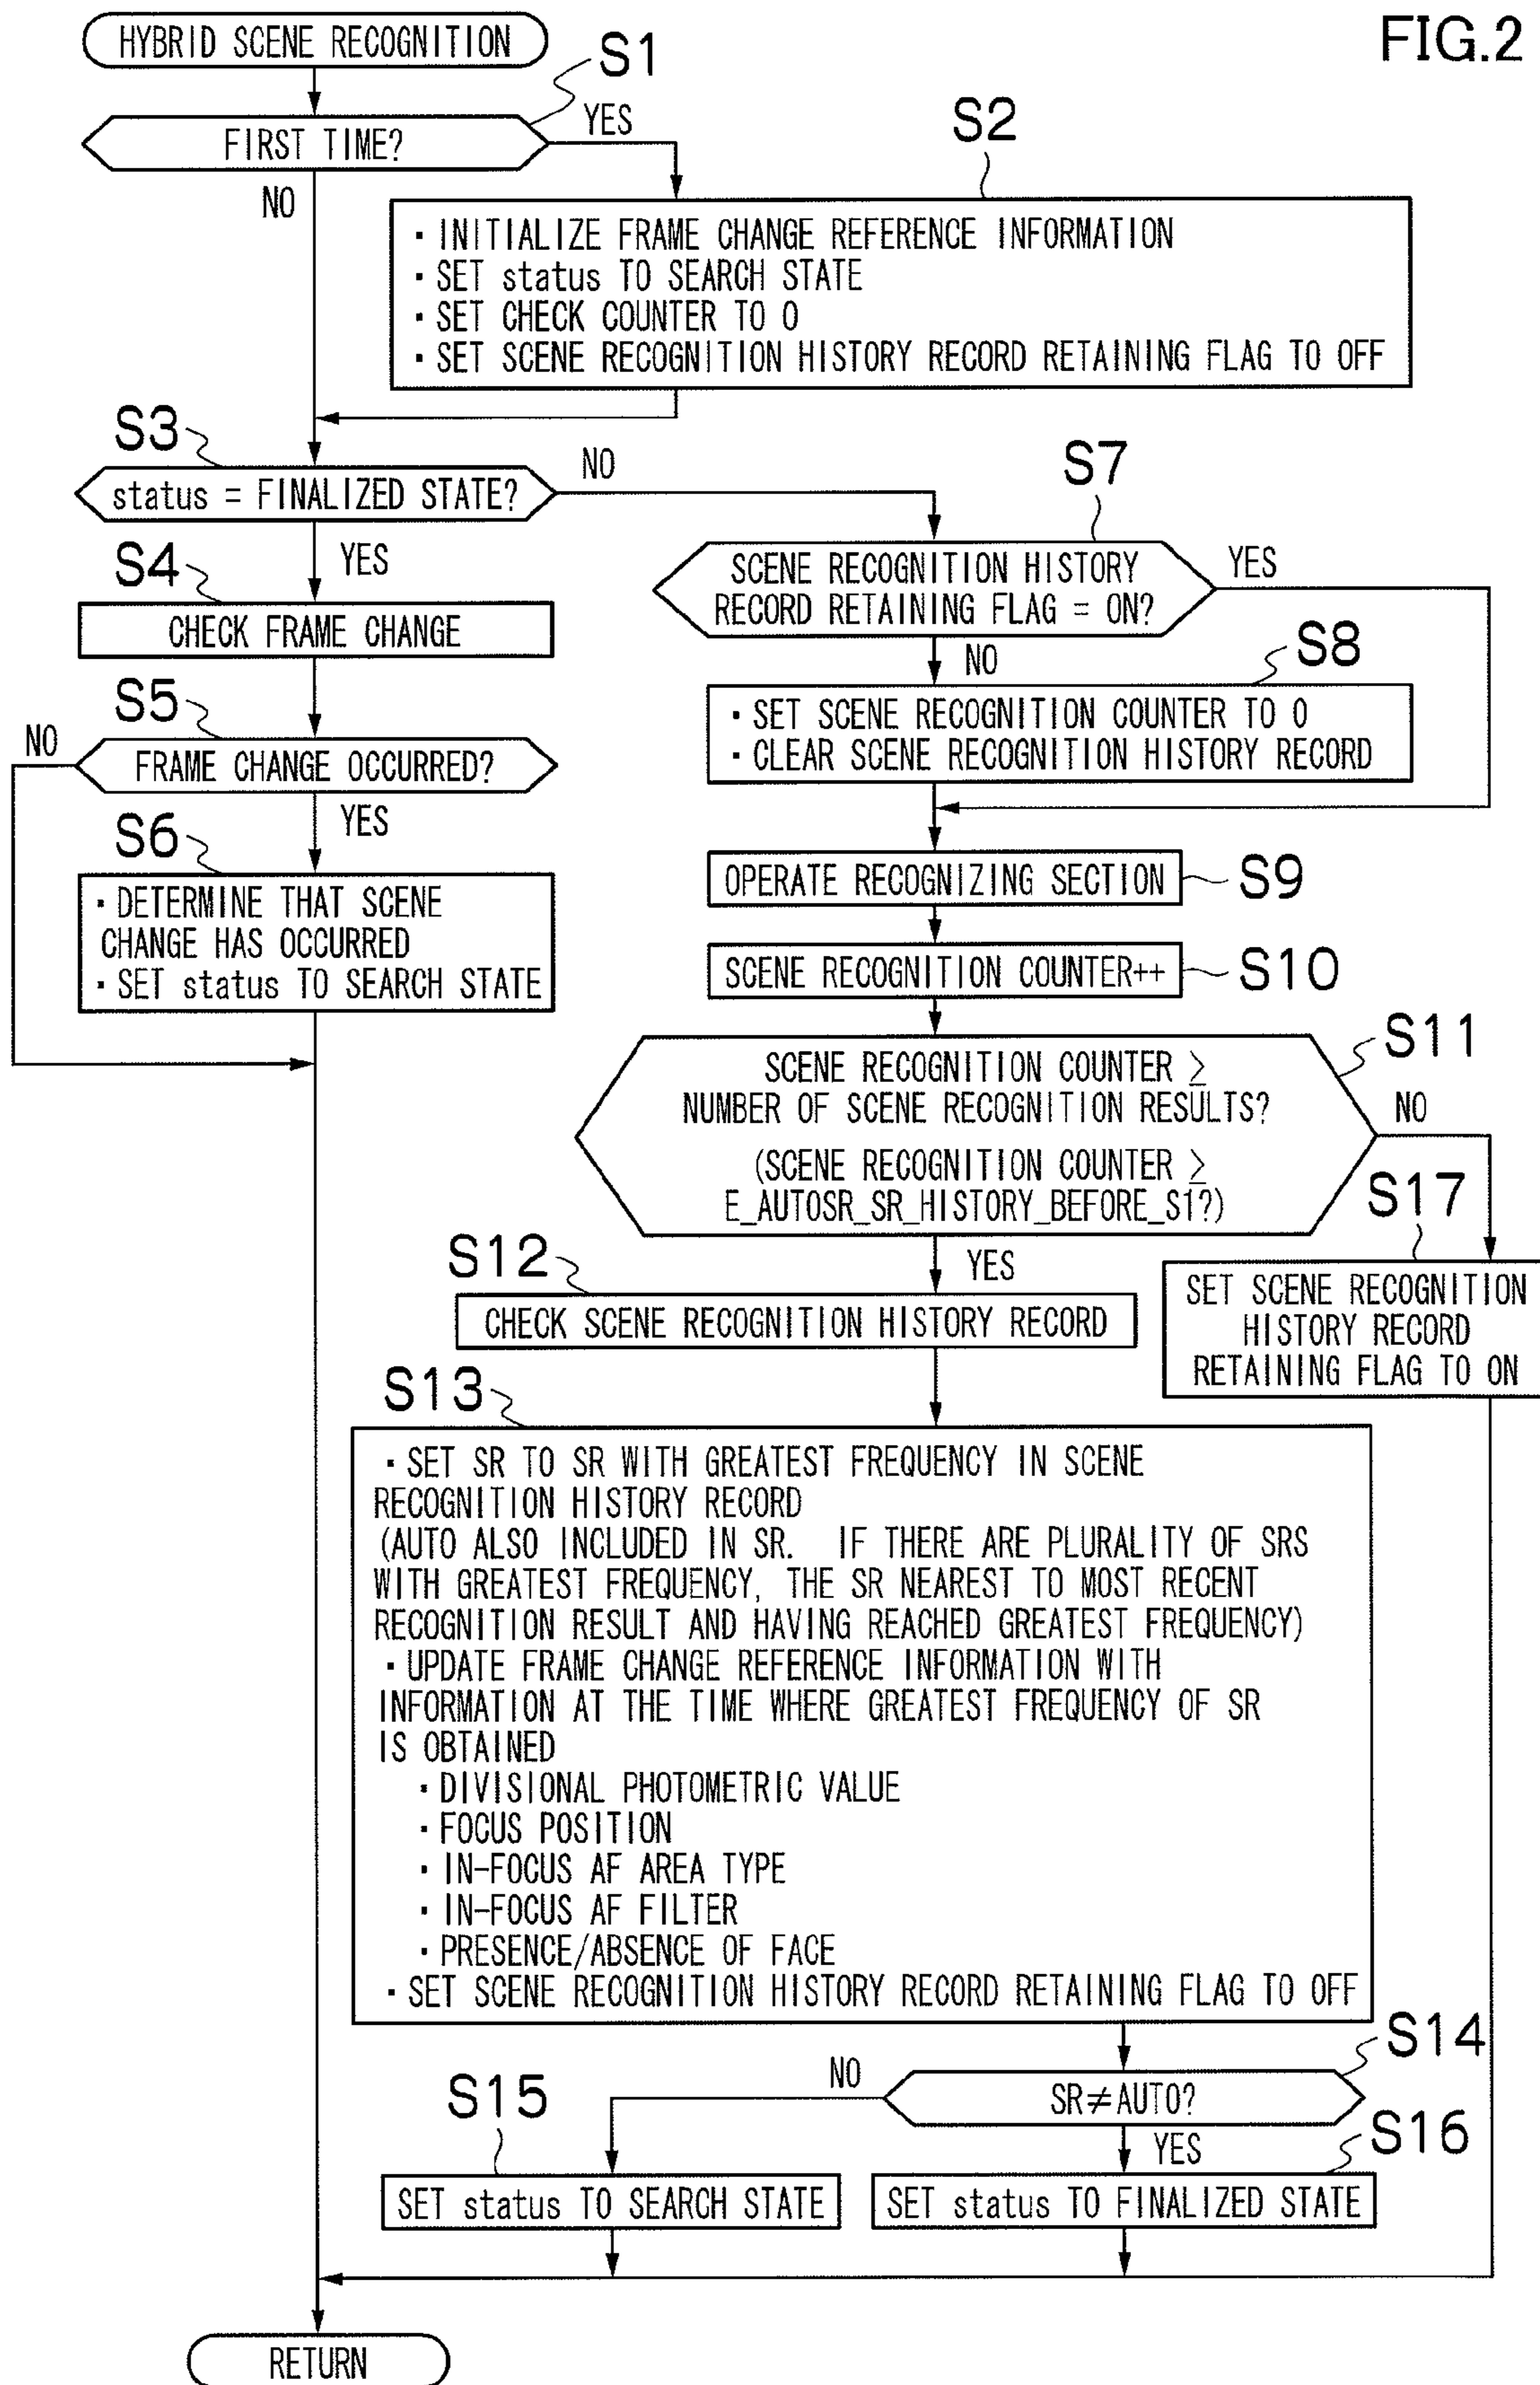 FIG.2
HYBRID SCENE RECOGNITION
S1
FIRST TIME?
YES
NO
S2
· INITIALIZE FRAME CHANGE REFERENCE INFORMATION
· SET status TO SEARCH STATE
· SET CHECK COUNTER TO 0
· SET SCENE RECOGNITION HISTORY RECORD RETAINING FLAG TO OFF
S3
status = FINALIZED STATE?
NO
YES
S4
CHECK FRAME CHANGE
S5
NO
FRAME CHANGE OCCURRED?
YES
S6
· DETERMINE THAT SCENE
CHANGE HAS OCCURRED
· SET status TO SEARCH STATE
S7
SCENE RECOGNITION HISTORY
RECORD RETAINING FLAG = ON?
YES
NO
S8
· SET SCENE RECOGNITION COUNTER TO 0
· CLEAR SCENE RECOGNITION HISTORY RECORD
OPERATE RECOGNIZING SECTION
S9
SCENE RECOGNITION COUNTER++
S10
S11
SCENE RECOGNITION COUNTER ≥
NUMBER OF SCENE RECOGNITION RESULTS?
(SCENE RECOGNITION COUNTER ≥
E_AUTOSR_SR_HISTORY_BEFORE_S1?)
NO
YES
S17
SET SCENE RECOGNITION
HISTORY RECORD
RETAINING FLAG TO ON
S12
CHECK SCENE RECOGNITION HISTORY RECORD
S13
· SET SR TO SR WITH GREATEST FREQUENCY IN SCENE
RECOGNITION HISTORY RECORD
(AUTO ALSO INCLUDED IN SR. IF THERE ARE PLURALITY OF SRS
WITH GREATEST FREQUENCY, THE SR NEAREST TO MOST RECENT
RECOGNITION RESULT AND HAVING REACHED GREATEST FREQUENCY)
· UPDATE FRAME CHANGE REFERENCE INFORMATION WITH
INFORMATION AT THE TIME WHERE GREATEST FREQUENCY OF SR
IS OBTAINED
· DIVISIONAL PHOTOMETRIC VALUE
· FOCUS POSITION
· IN-FOCUS AF AREA TYPE
· IN-FOCUS AF FILTER
· PRESENCE/ABSENCE OF FACE
· SET SCENE RECOGNITION HISTORY RECORD RETAINING FLAG TO OFF
S14
SR≠AUTO?
NO
YES
S15
SET status TO SEARCH STATE
S16
SET status TO FINALIZED STATE
RETURN